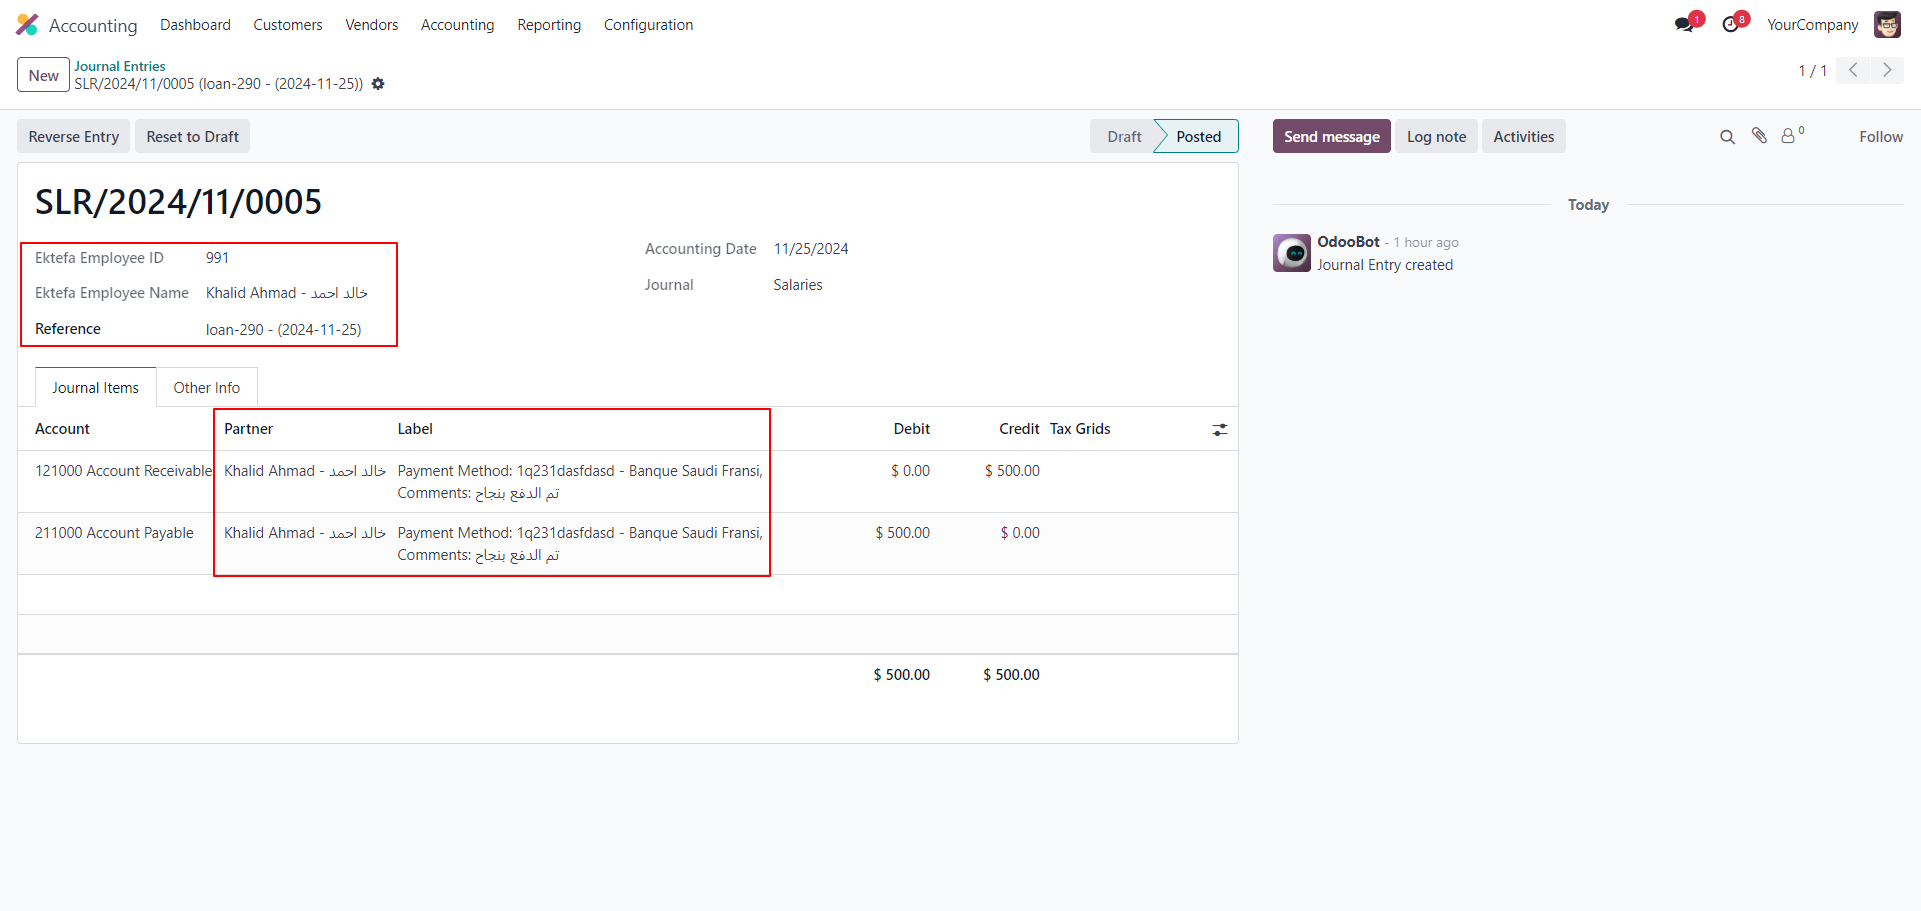 Accounting Dashboard Customers Vendors Accounting Reporting Configuration 1 8 YourCompany
New Journal Entries
SLR/2024/11/0005 (loan-290 - (2024-11-25)) 1 / 1
Reverse Entry Reset to Draft Draft Posted Send message Log note Activities 0 Follow
SLR/2024/11/0005
Today
Ektefa Employee ID 991 Accounting Date 11/25/2024
OdooBot - 1 hour ago
Journal Entry created
Ektefa Employee Name Khalid Ahmad - خالد احمد Journal Salaries
Reference loan-290 - (2024-11-25)
Journal Items Other Info
Account Partner Label Debit Credit Tax Grids
121000 Account Receivable Khalid Ahmad - خالد احمد Payment Method: 1q231dasfdasd - Banque Saudi Fransi, $ 0.00 $ 500.00
Comments: تم الدفع بنجاح
211000 Account Payable Khalid Ahmad - خالد احمد Payment Method: 1q231dasfdasd - Banque Saudi Fransi, $ 500.00 $ 0.00
Comments: تم الدفع بنجاح
$ 500.00 $ 500.00